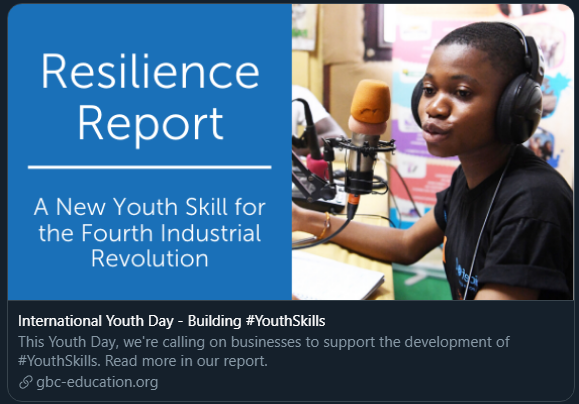 Resilience
Report
A New Youth Skill for
the Fourth Industrial
Revolution
International Youth Day - Building #YouthSkills
This Youth Day, we're calling on businesses to support the development of
#YouthSkills. Read more in our report.
gbc-education.org